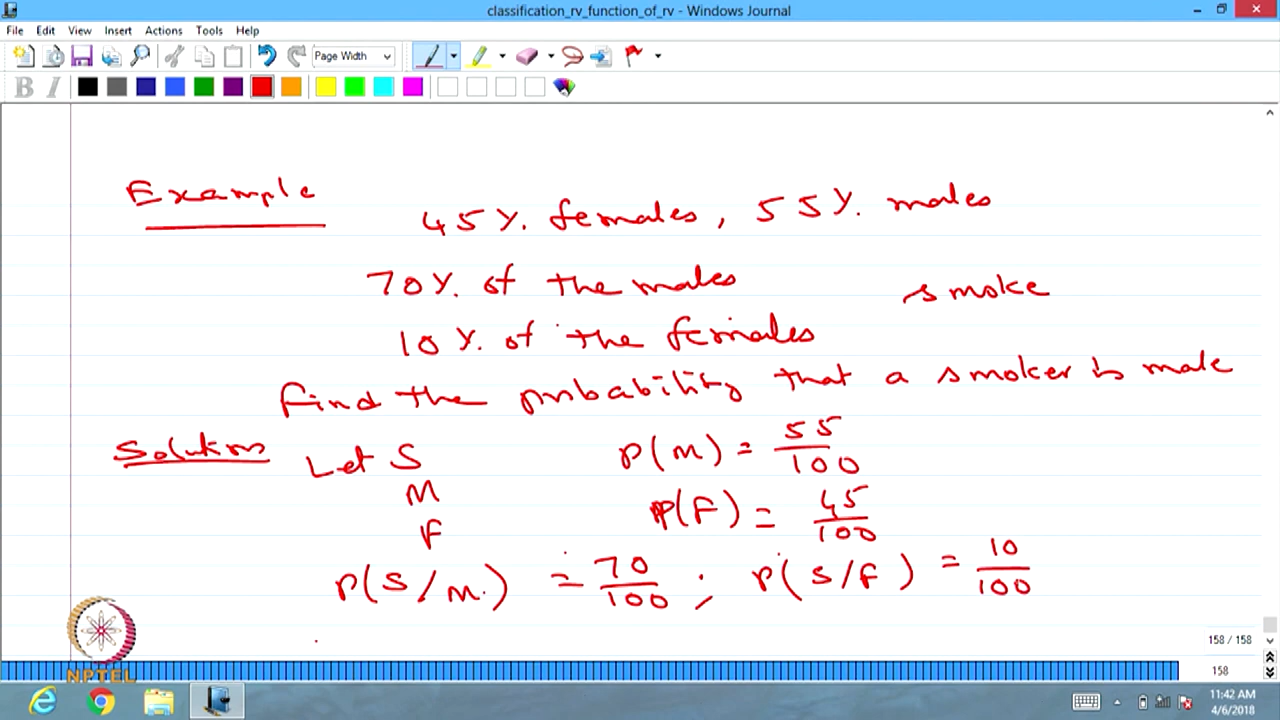 classification_rv_function_of_rv - Windows Journal
File Edit View Insert Actions Tools Help
Page Width
B I
Example
45%. females, 55%. males
70%. of the males
smoke
10%. of the females
find the probability that a smoker is male
Solution
Let S
M
F
P(M) = 55/100
P(F) = 45/100
P(S/M) = 70/100 ; P(S/F) = 10/100
NPTEL
158 / 158
158
11:42 AM
4/6/2018